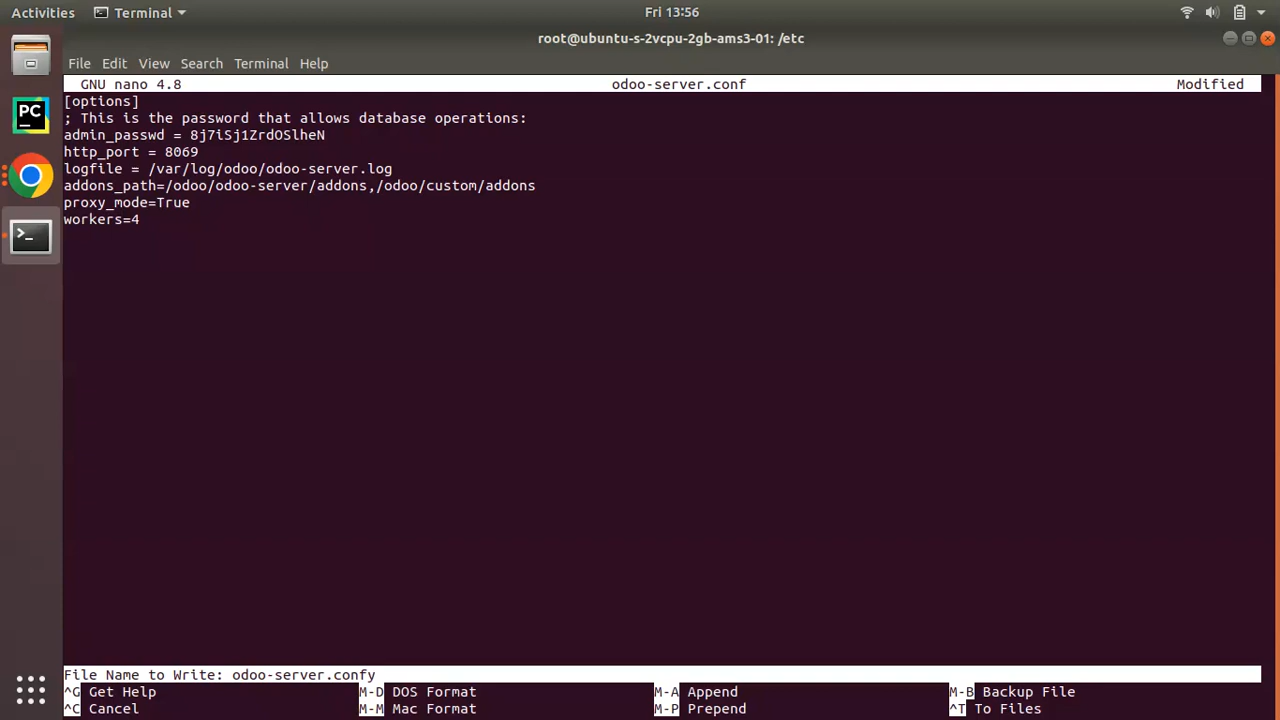 Activities
Terminal
Fri 13:56
root@ubuntu-s-2vcpu-2gb-ams3-01: /etc
File Edit View Search Terminal Help
GNU nano 4.8 odoo-server.conf Modified
[options]
; This is the password that allows database operations:
admin_passwd = 8j7iSj1ZrdOSlheN
http_port = 8069
logfile = /var/log/odoo/odoo-server.log
addons_path=/odoo/odoo-server/addons,/odoo/custom/addons
proxy_mode=True
workers=4
PC
File Name to Write: odoo-server.confy
^G Get Help M-D DOS Format M-A Append M-B Backup File
^C Cancel M-M Mac Format M-P Prepend ^T To Files